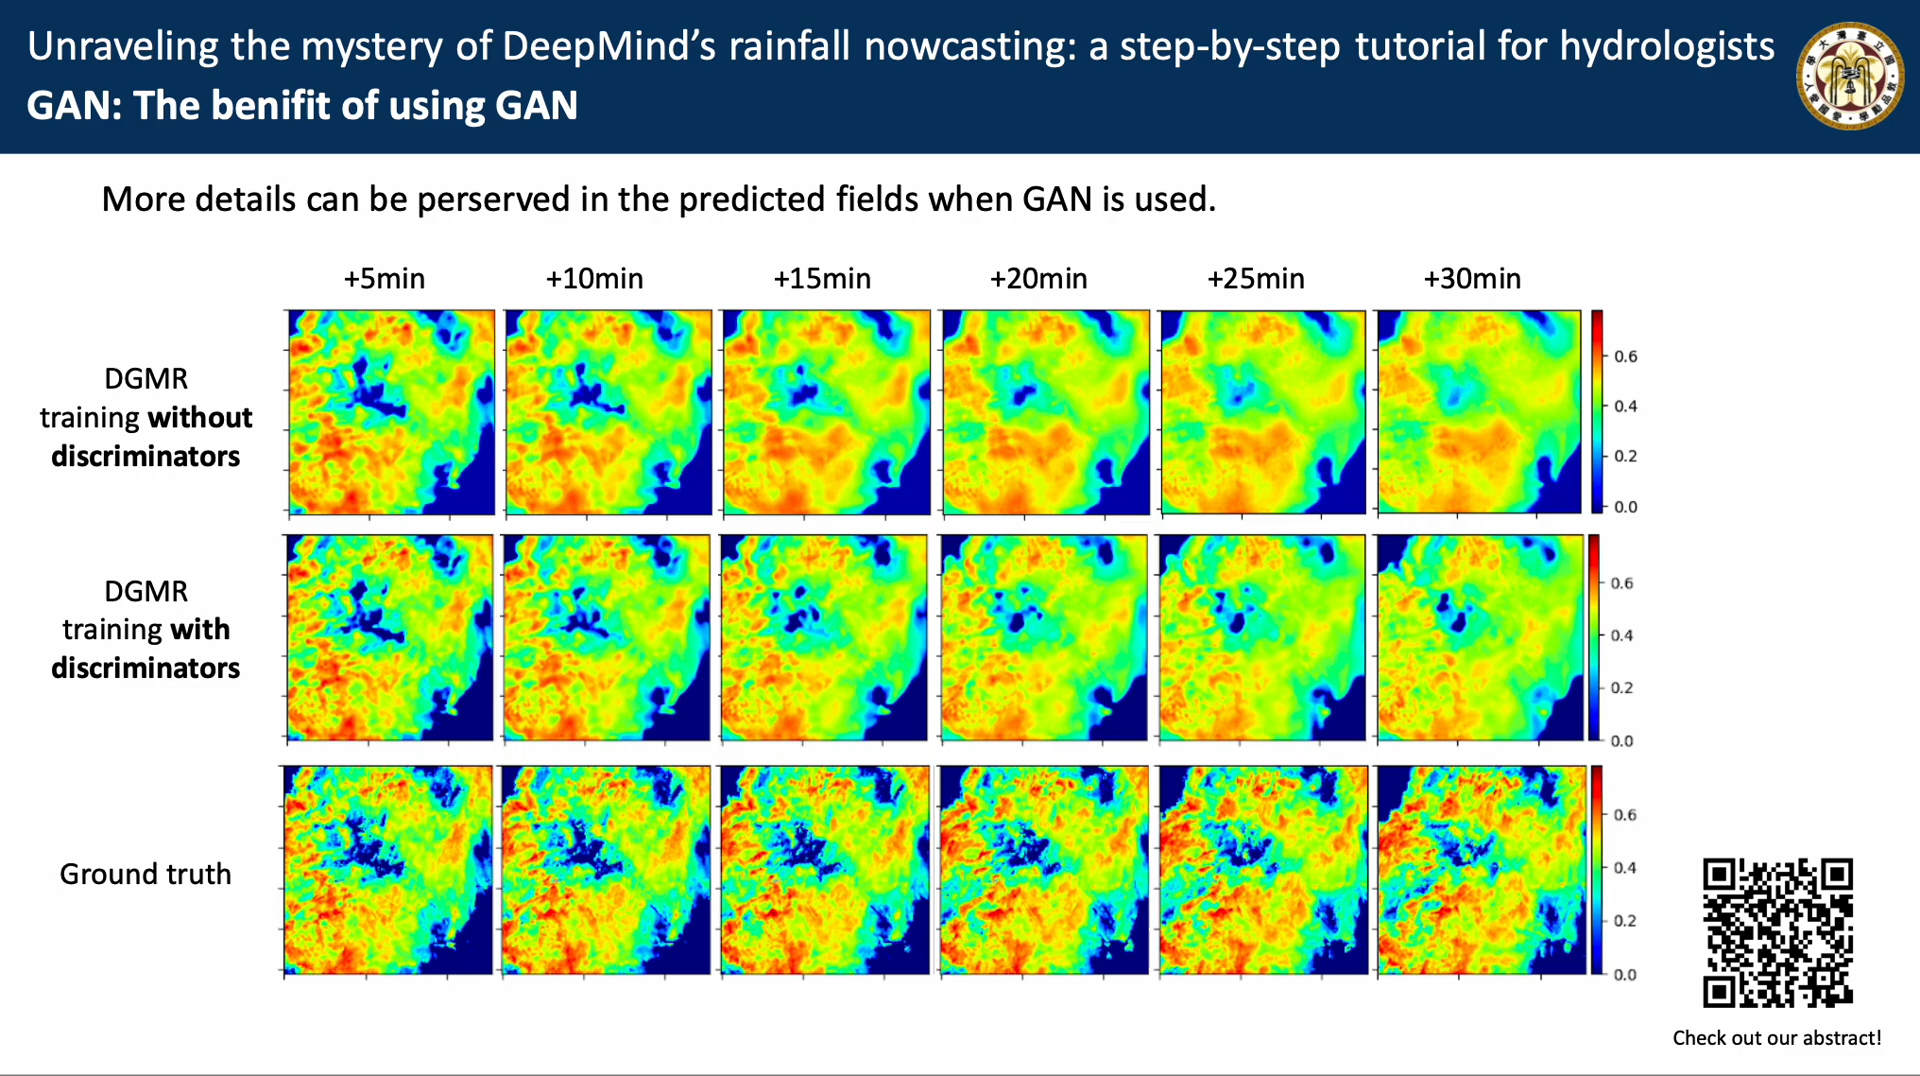 Unraveling the mystery of DeepMind’s rainfall nowcasting: a step-by-step tutorial for hydrologists
GAN: The benifit of using GAN
More details can be perserved in the predicted fields when GAN is used.
+5min +10min +15min +20min +25min +30min
DGMR
training without
discriminators
0.6
0.4
0.2
0.0
DGMR
training with
discriminators
0.6
0.4
0.2
0.0
Ground truth
0.6
0.4
0.2
0.0
Check out our abstract!